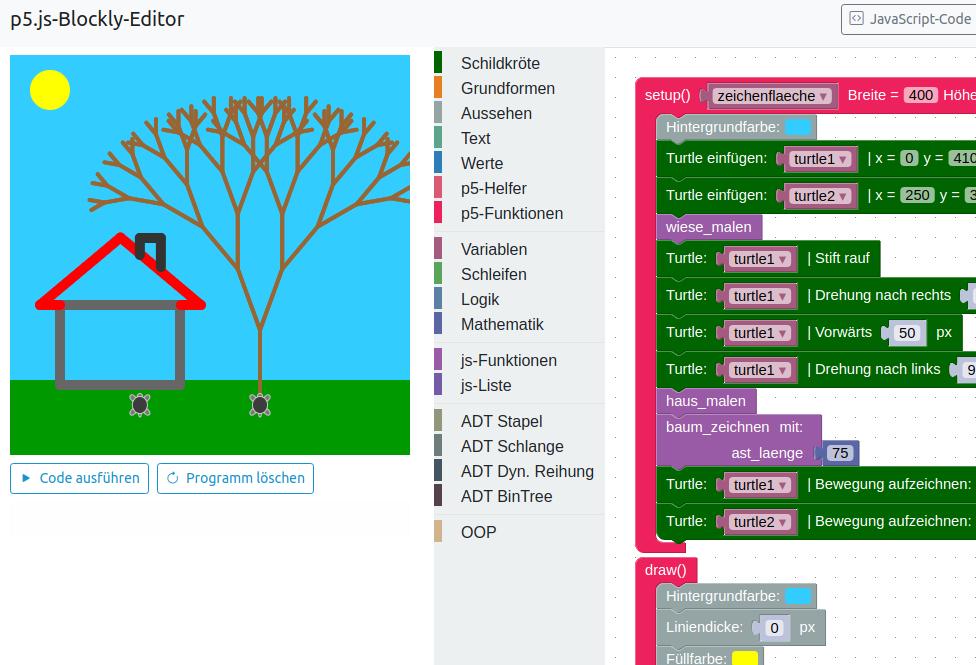 p5.js-Blockly-Editor
JavaScript-Code
Code ausführen
Programm löschen
Schildkröte
Grundformen
Aussehen
Text
Werte
p5-Helfer
p5-Funktionen
Variablen
Schleifen
Logik
Mathematik
js-Funktionen
js-Liste
ADT Stapel
ADT Schlange
ADT Dyn. Reihung
ADT BinTree
OOP
setup() zeichenflaeche ▾ Breite = 400 Höhe
Hintergrundfarbe:
Turtle einfügen: turtle1 ▾ | x = 0 y = 410
Turtle einfügen: turtle2 ▾ | x = 250 y = 3
wiese_malen
Turtle: turtle1 ▾ | Stift rauf
Turtle: turtle1 ▾ | Drehung nach rechts
Turtle: turtle1 ▾ | Vorwärts 50 px
Turtle: turtle1 ▾ | Drehung nach links 9
haus_malen
baum_zeichnen mit:
ast_laenge 75
Turtle: turtle1 ▾ | Bewegung aufzeichnen:
Turtle: turtle2 ▾ | Bewegung aufzeichnen:
draw()
Hintergrundfarbe:
Liniendicke: 0 px
Füllfarbe: